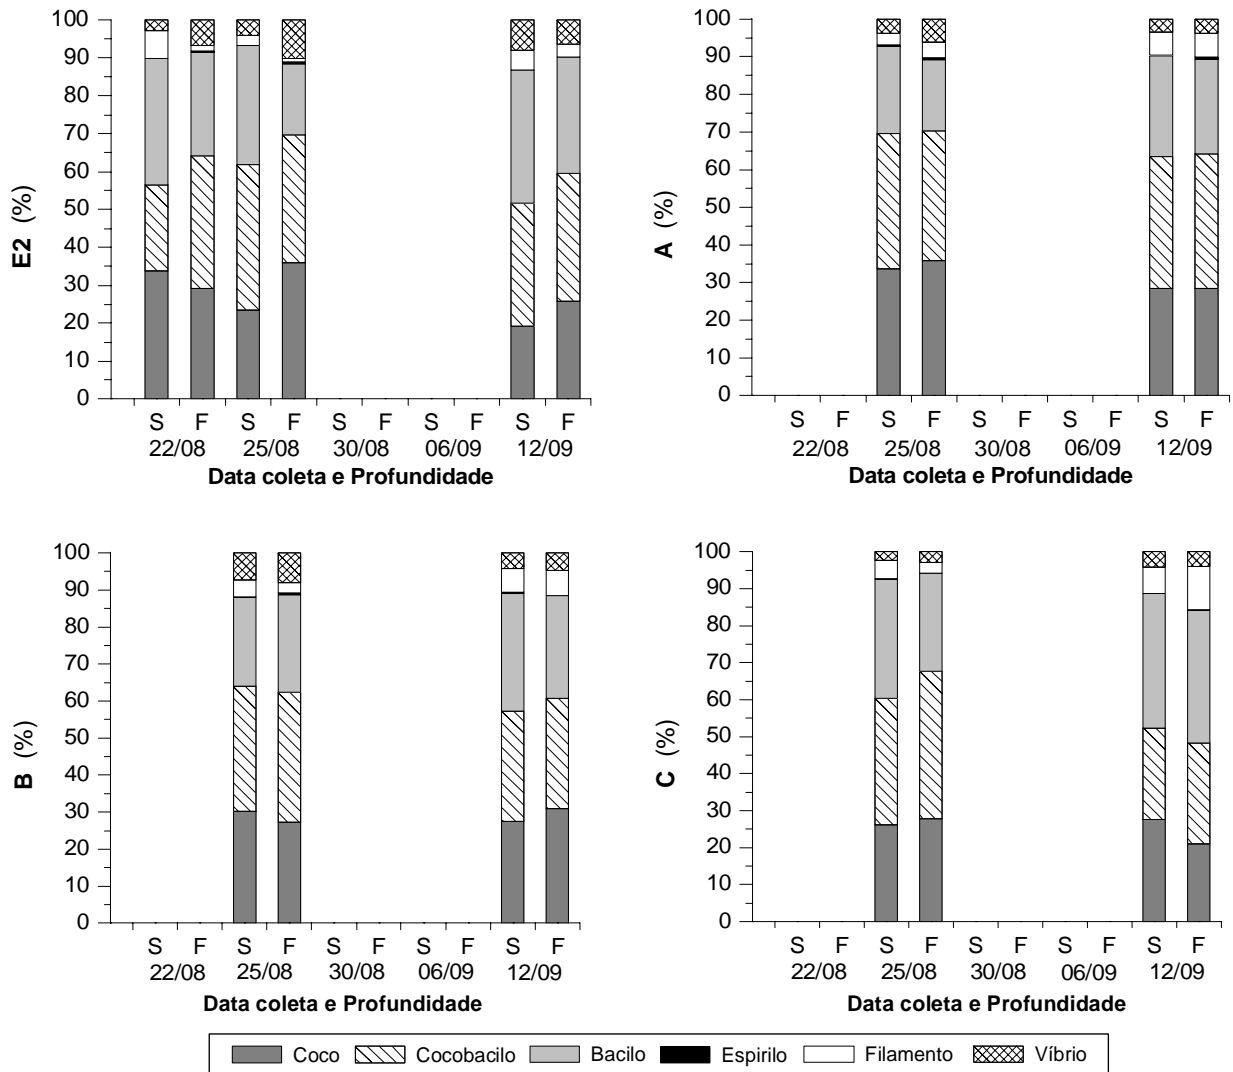 100
90
80
70
60
50
40
30
20
10
0
E2 (%)
S F S F S F S F S F
22/08 25/08 30/08 06/09 12/09
Data coleta e Profundidade
100
90
80
70
60
50
40
30
20
10
0
A (%)
S F S F S F S F S F
22/08 25/08 30/08 06/09 12/09
Data coleta e Profundidade
100
90
80
70
60
50
40
30
20
10
0
B (%)
S F S F S F S F S F
22/08 25/08 30/08 06/09 12/09
Data coleta e Profundidade
100
90
80
70
60
50
40
30
20
10
0
C (%)
S F S F S F S F S F
22/08 25/08 30/08 06/09 12/09
Data coleta e Profundidade
Coco Cocobacilo Bacilo Espirilo Filamento Víbrio